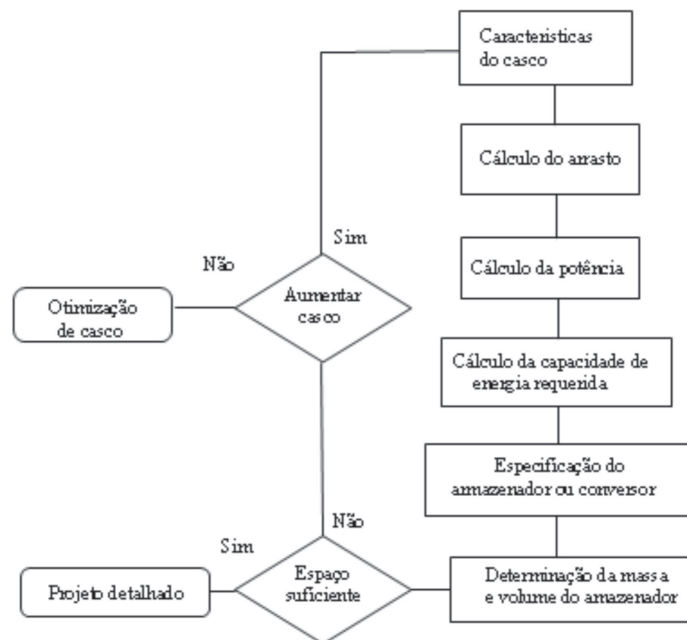 Caracteristicas
do casco
Cálculo do arrasto
Sim
Não
Cálculo da potência
Aumentar
casco
Otimização
de casco
Cálculo da capacidade de
energia requerida
Especificação do
armazenador ou conversor
Não
Sim
Espaço
suficiente
Projeto detalhado
Determinação da massa
e volume do amazenador